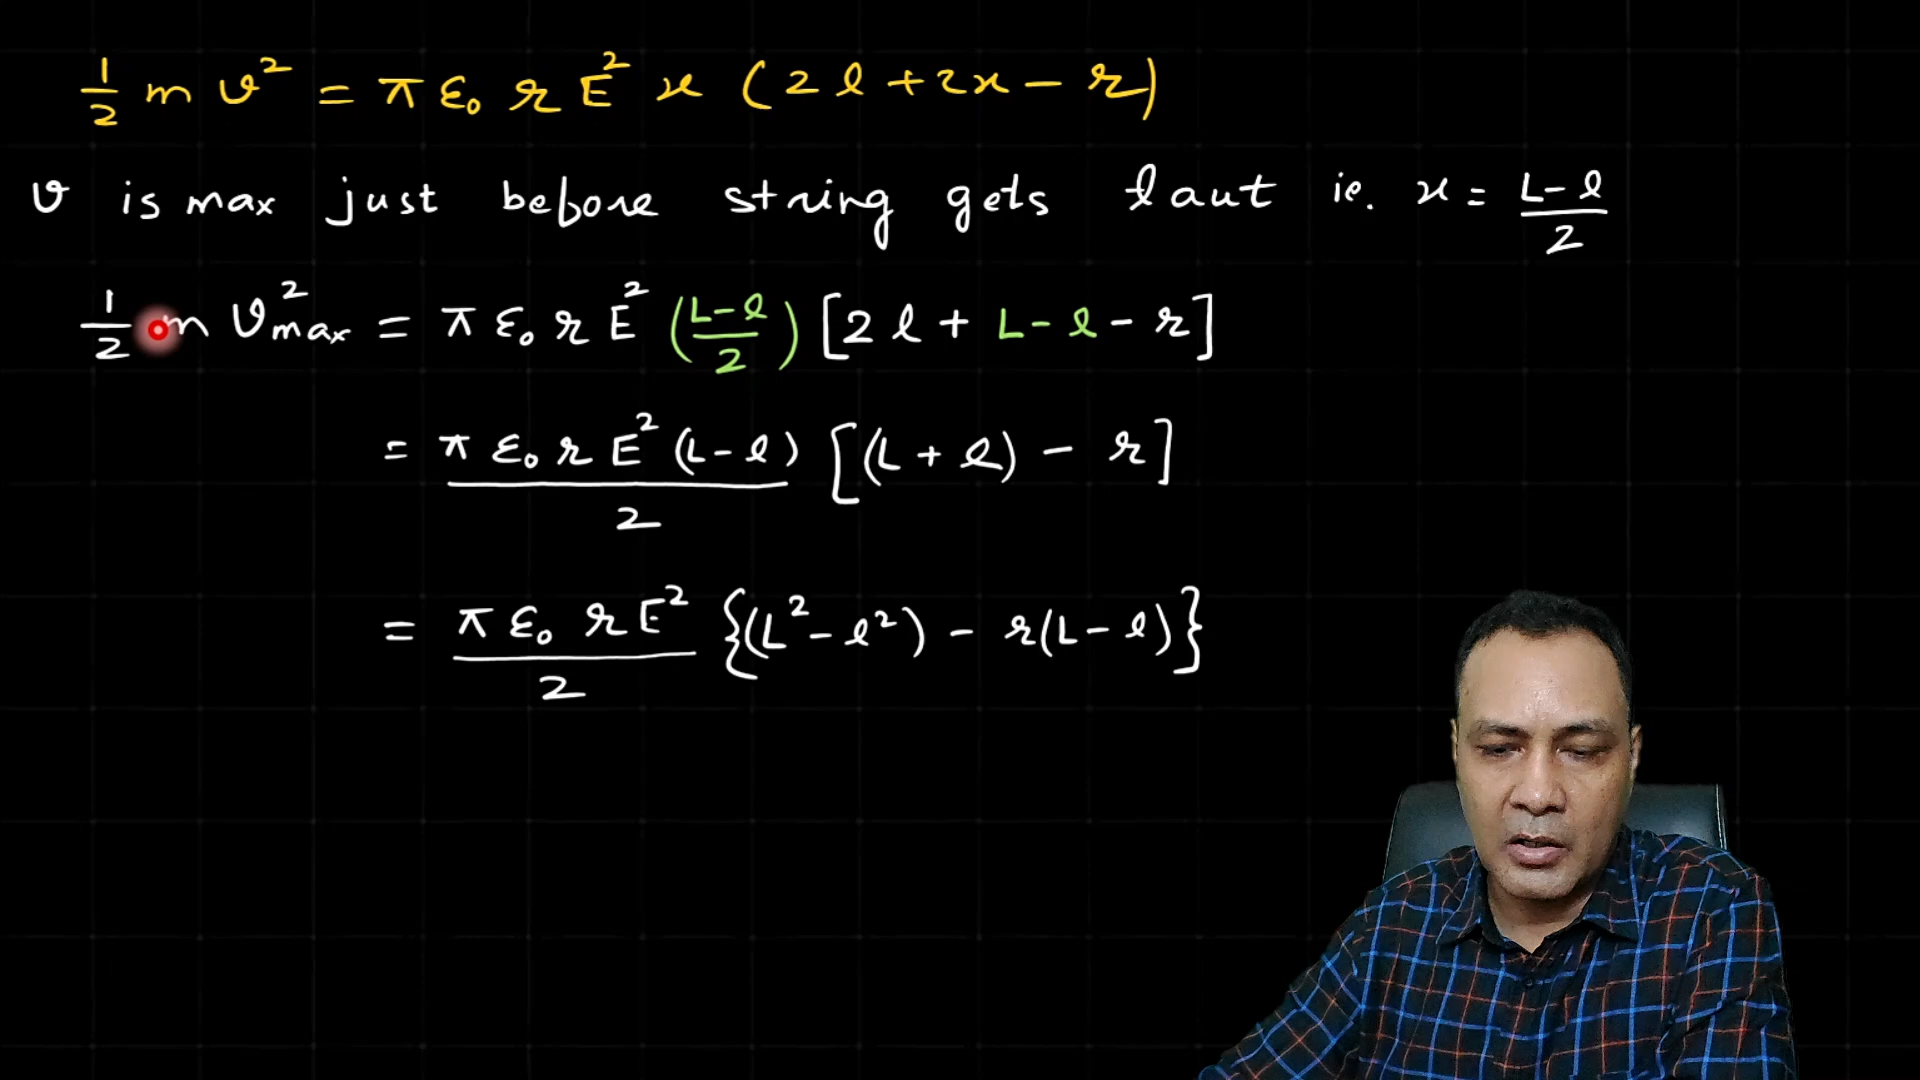 ½ m v² = π ε₀ r E² x (2l + 2x − r)
v is max just before string gets taut ie. x = (L−l)/2
½ m v²max = π ε₀ r E² ((L−l)/2) [2l + L−l − r]
= π ε₀ r E² (L−l)/2 [(L + l) − r]
= π ε₀ r E²/2 {(L² − l²) − r(L − l)}